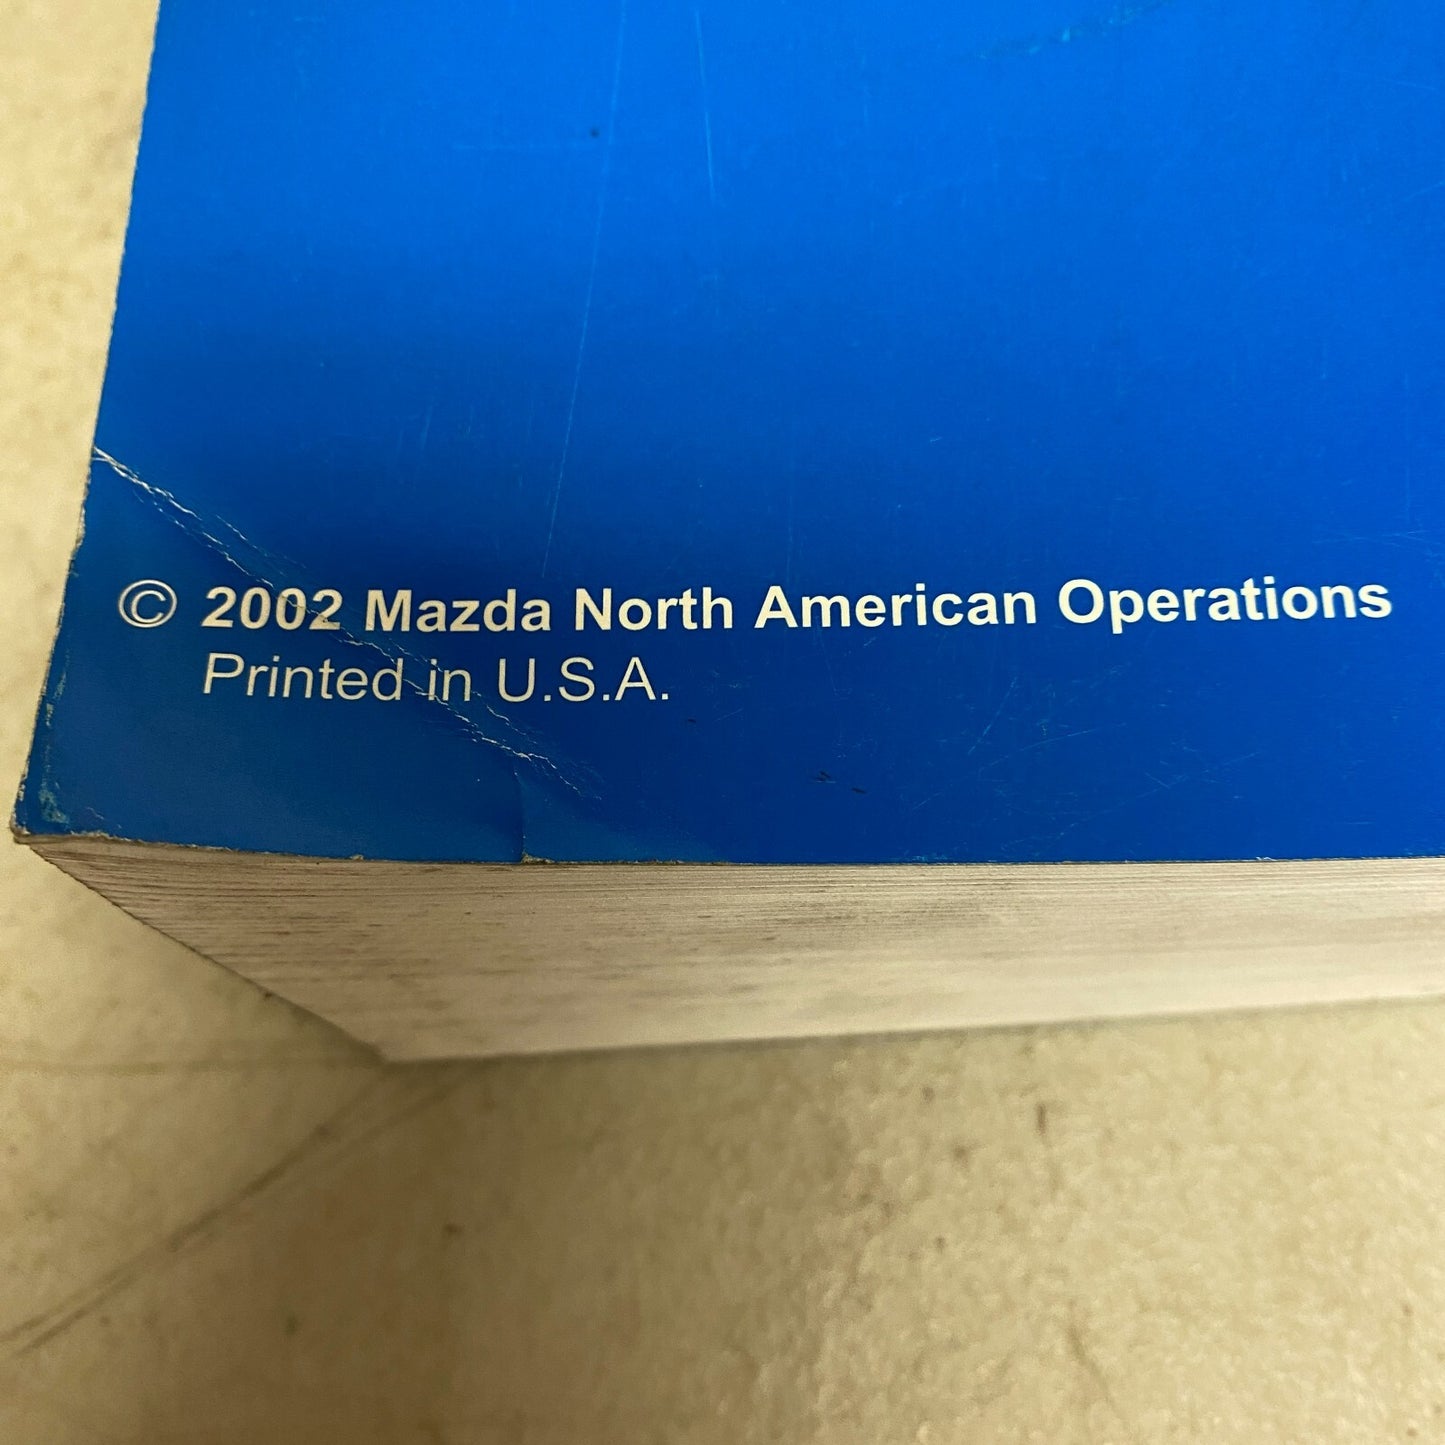 © 2002 Mazda North American Operations
Printed in U.S.A.